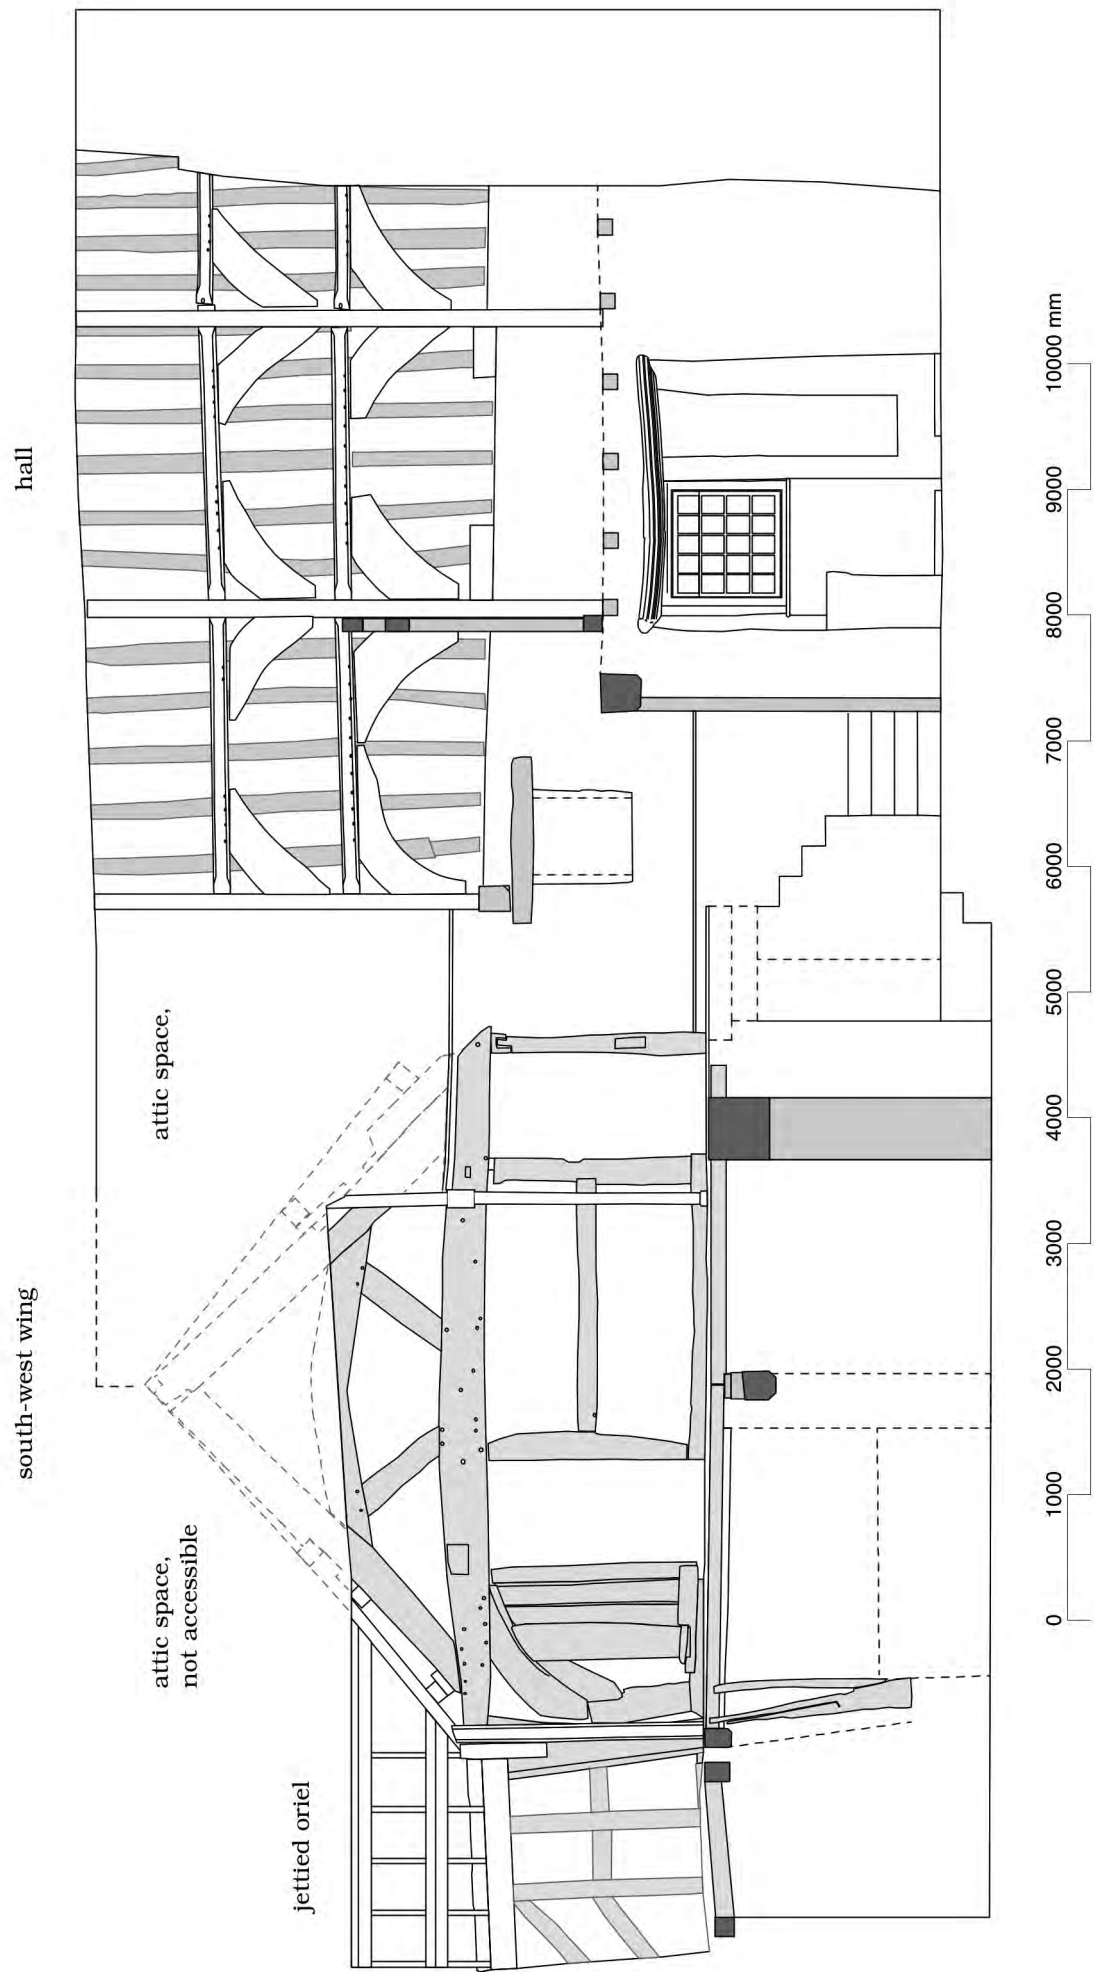 jettied oriel
south-west wing
hall
attic space,
not accessible
attic space,
0
1000
2000
3000
4000
5000
6000
7000
8000
9000
10000 mm